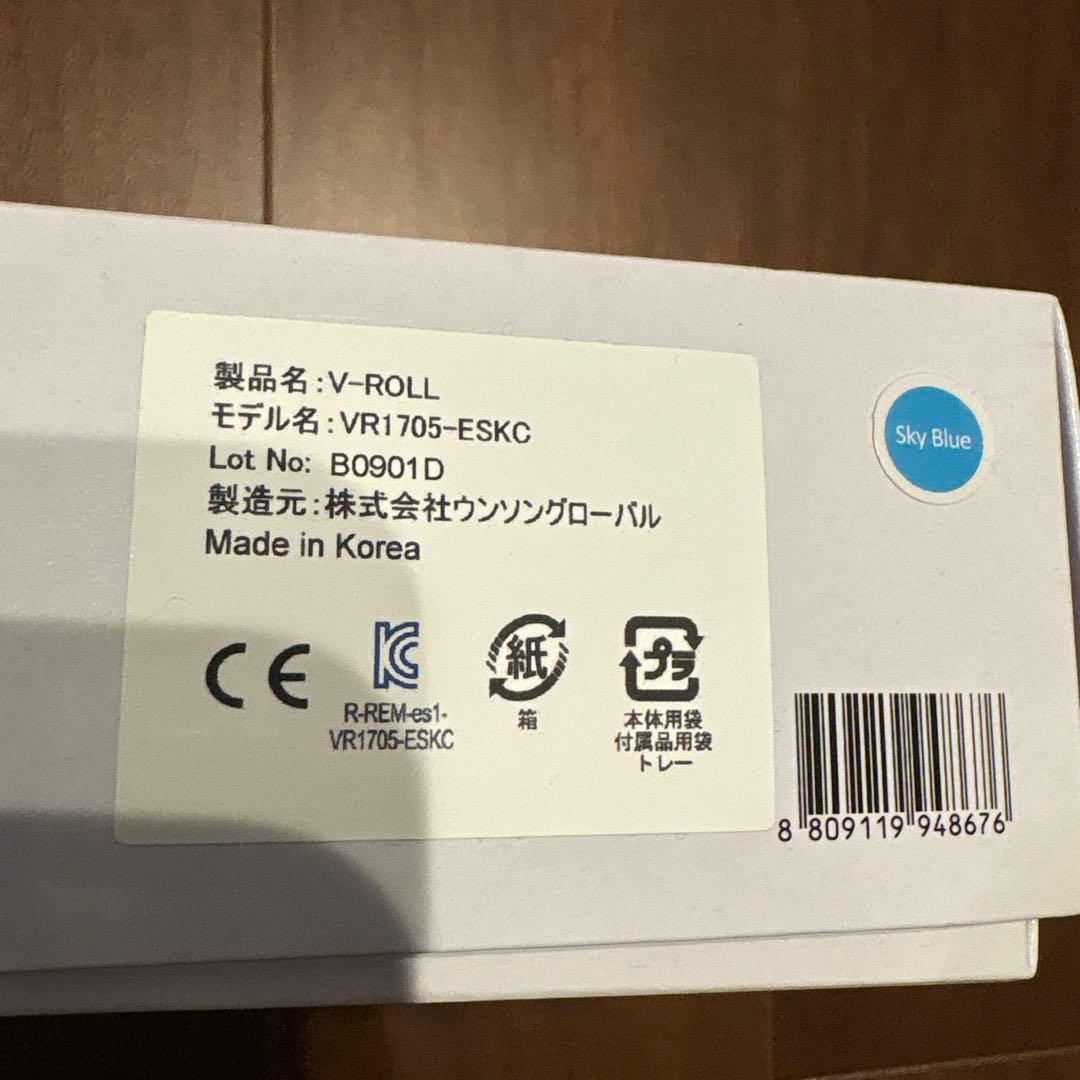 製品名:V-ROLL
モデル名:VR1705-ESKC
Lot No: B0901D
製造元:株式会社ウンソングローバル
Made in Korea
Sky Blue
CE
KC
R-REM-es1-
VR1705-ESKC
紙
箱
プラ
本体用袋
付属品用袋
トレー
8 809119 948676